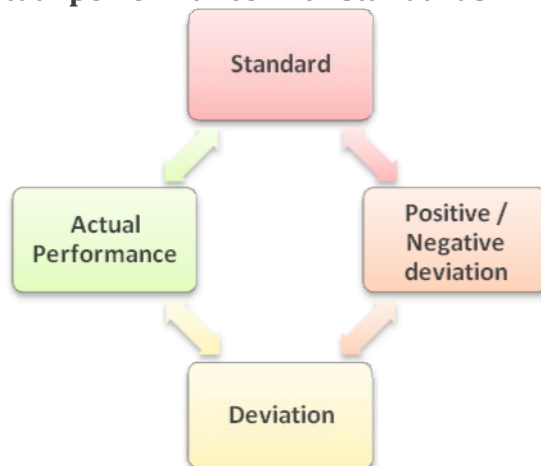 Standard
Actual
Performance
Positive /
Negative
deviation
Deviation